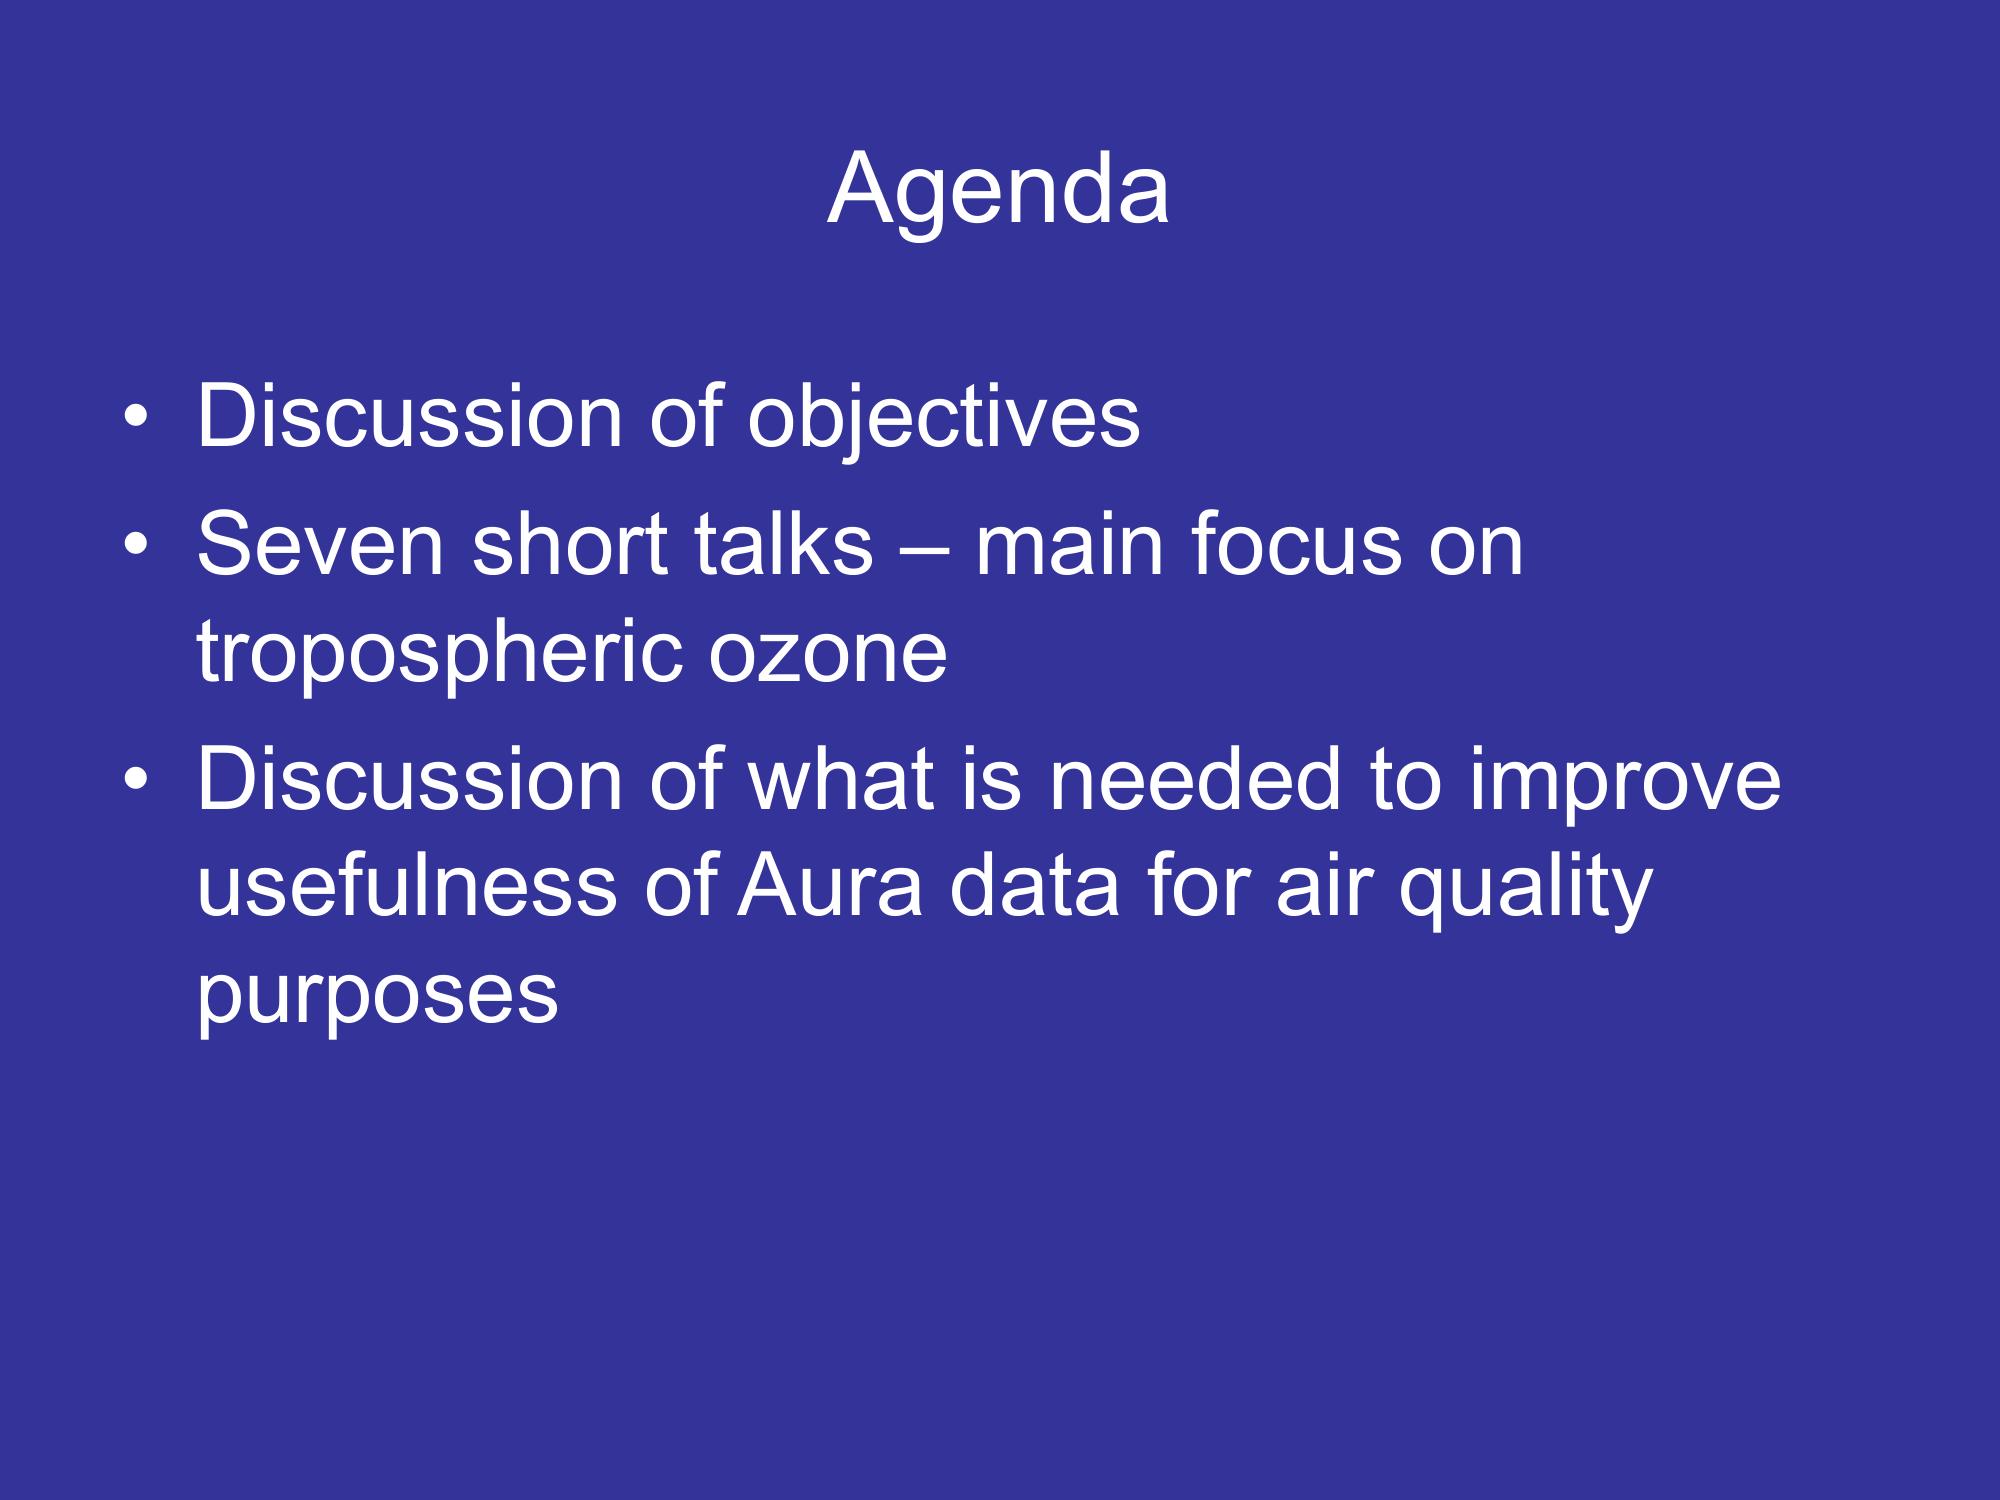 Agenda
• Discussion of objectives
• Seven short talks – main focus on
tropospheric ozone
• Discussion of what is needed to improve
usefulness of Aura data for air quality
purposes